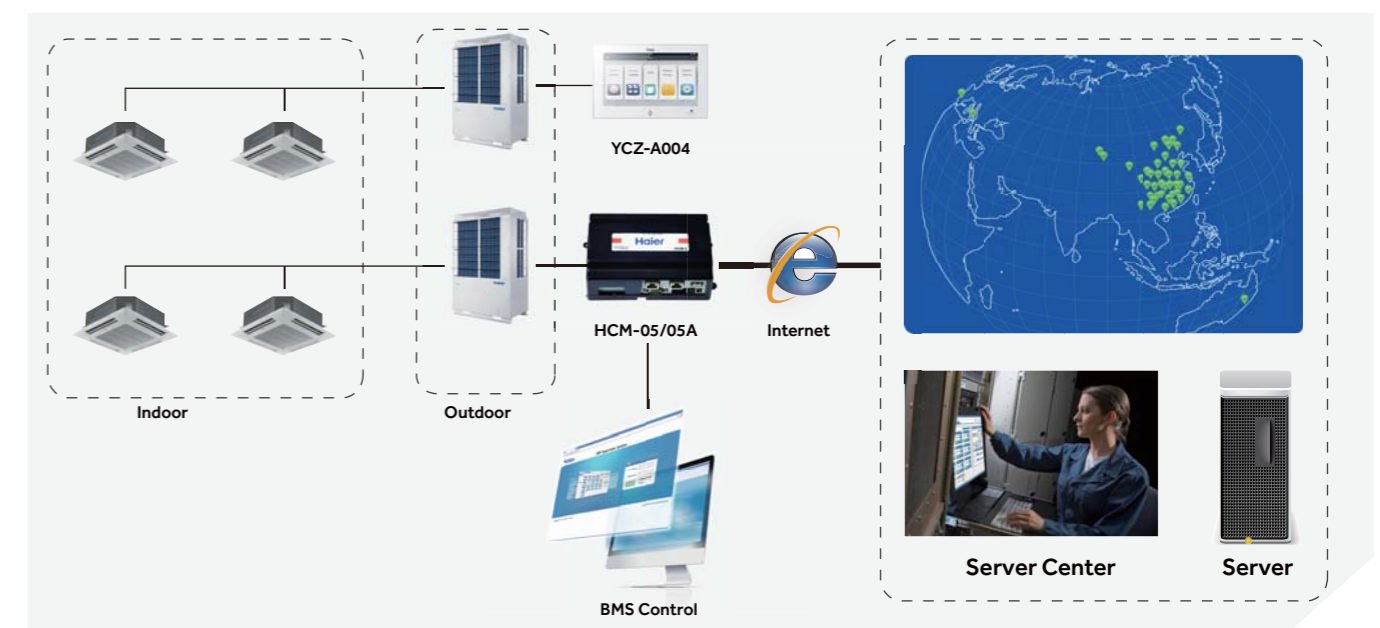 YCZ-A004
Haier
HCM-05/05A
Internet
Indoor
Outdoor
BMS Control
Server Center
Server